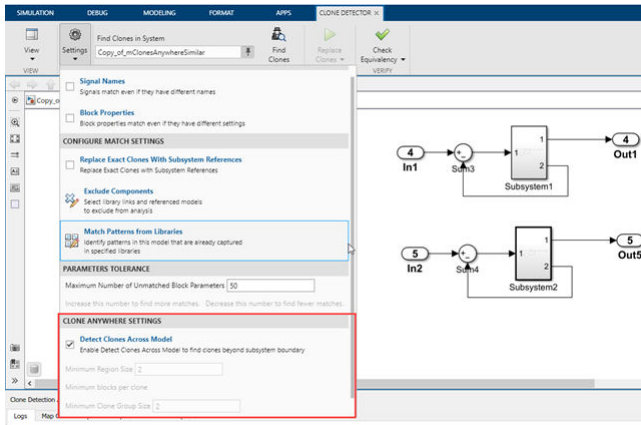 SIMULATION DEBUG MODELING FORMAT APPS CLONE DETECTOR ×
View
Settings
Find Clones in System
Copy_of_mClonesAnywhereSimilar
Find
Clones
Replace
Clones
Check
Equivalency
VIEW
VERIFY
Signal Names
Signals match even if they have different names
Block Properties
Block properties match even if they have different settings
CONFIGURE MATCH SETTINGS
Replace Exact Clones With Subsystem References
Replace Exact Clones with Subsystem References
Exclude Components
Select library links and referenced models
to exclude from analysis
Match Patterns from Libraries
Identify patterns in this model that are already captured
in specified libraries
PARAMETERS TOLERANCE
Maximum Number of Unmatched Block Parameters 50
Increase this number to find more matches. Decrease this number to find fewer matches.
CLONE ANYWHERE SETTINGS
Detect Clones Across Model
Enable Detect Clones Across Model to find clones beyond subsystem boundary
Minimum Region Size 2
Minimum blocks per clone
Minimum Clone Group Size 2
Copy_o
4
In1
Sum3
1
1
2
Subsystem1
4
Out1
5
In2
Sum4
1
1
2
Subsystem2
5
Out5
Clone Detection
Logs Map